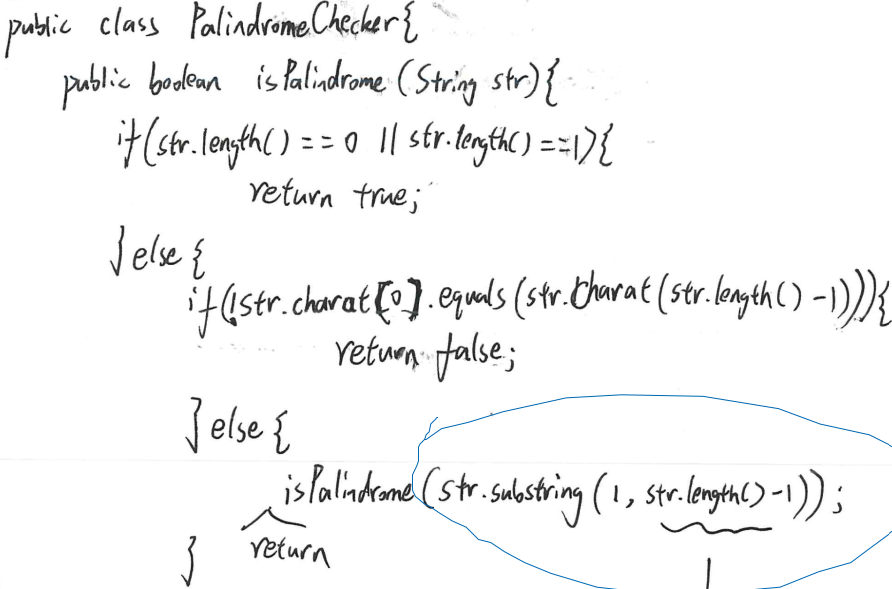 public class PalindromeChecker{
public boolean isPalindrome (String str){
if(str.length() == 0 || str.length() ==1){
return true;
} else {
if(!str.charat[0].equals(str.charat(str.length() -1))){
return false;
} else {
isPalindrome (str.substring (1, str.length()-1));
return
}